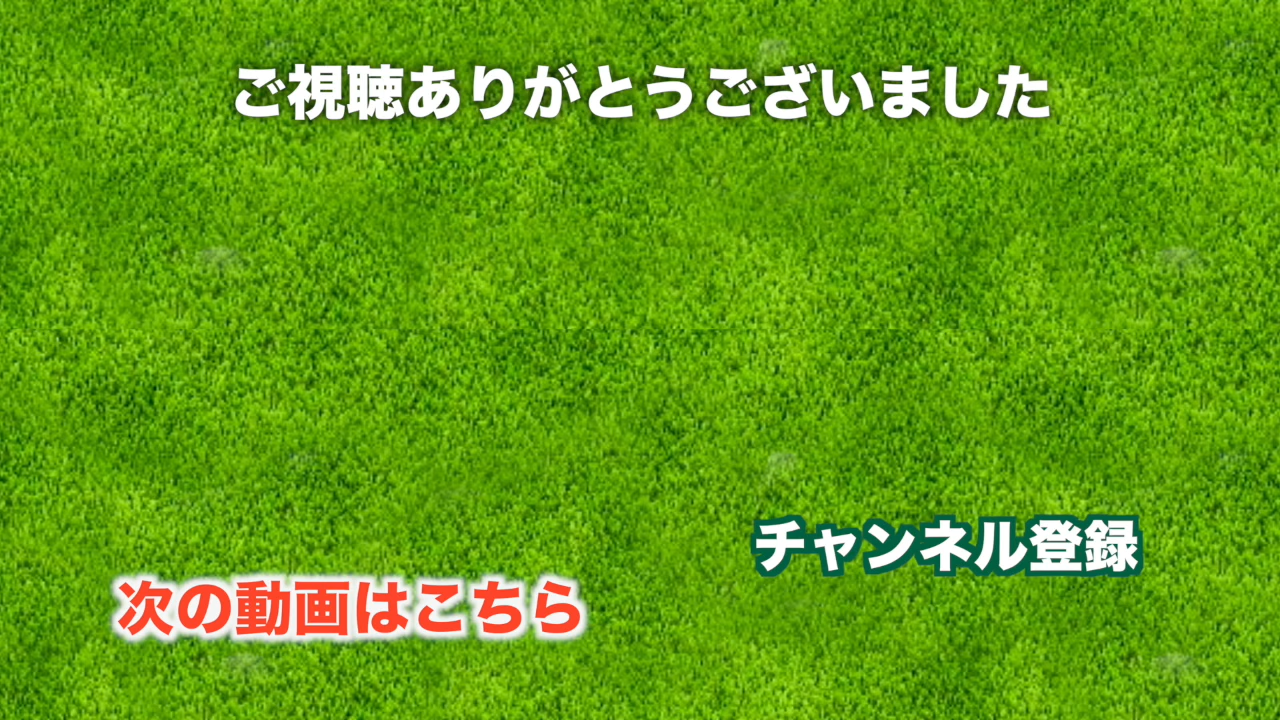 ご視聴ありがとうございました
チャンネル登録
次の動画はこちら